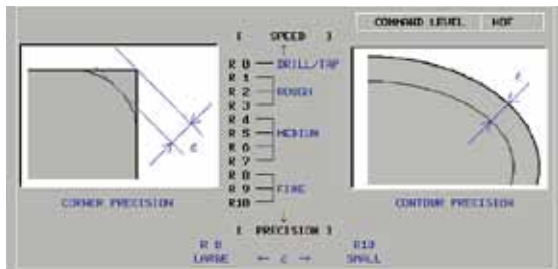 COMMAND LEVEL HOF
[ SPEED ]
↑
R 0 DRILL/TAP
R 1
R 2 ROUGH
R 3
R 4
R 5 MEDIUM
R 6
R 7
R 8
R 9 FINE
R10
↓
[ PRECISION ]
ε
ε
CORNER PRECISION
CONTOUR PRECISION
R 0 R10
LARGE ← ε → SMALL